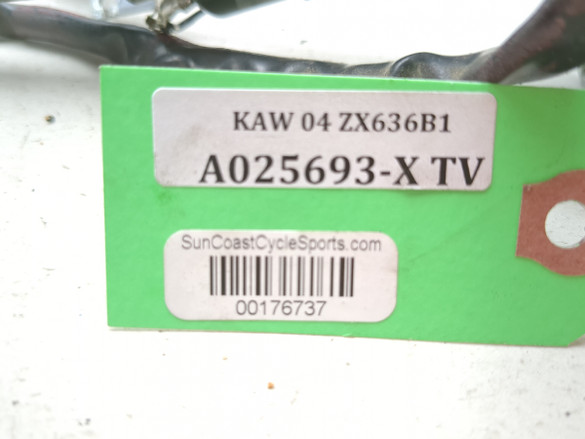 KAW 04 ZX636B1
A025693-X TV
SunCoastCycleSports.com
00176737